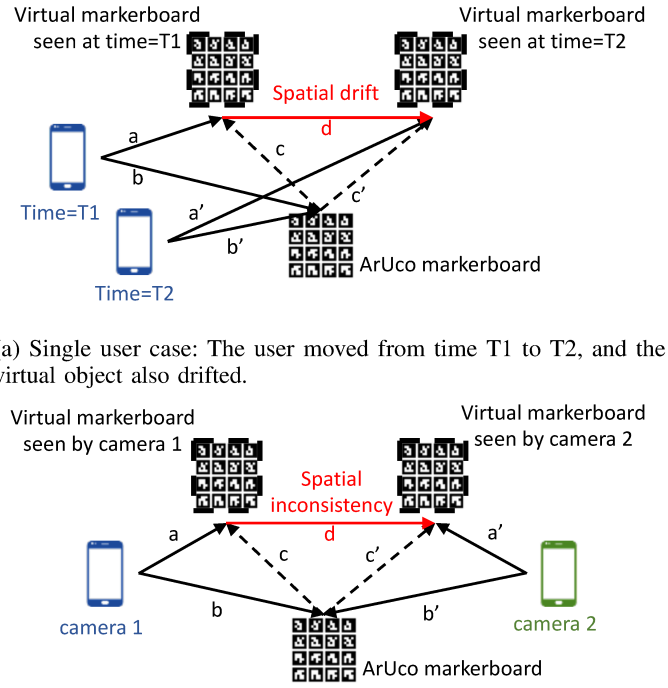 Virtual markerboard
seen at time=T1
Virtual markerboard
seen at time=T2
Spatial drift
d
a
c
b
c’
a’
Time=T1
b’
ArUco markerboard
Time=T2
(a) Single user case: The user moved from time T1 to T2, and the
virtual object also drifted.
Virtual markerboard
seen by camera 1
Virtual markerboard
seen by camera 2
Spatial
inconsistency
d
a
a’
c
c’
b
b’
camera 1
camera 2
ArUco markerboard